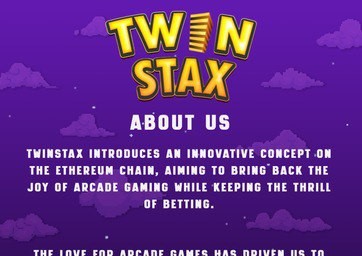 TWIN
STAX
ABOUT US
TWINSTAX INTRODUCES AN INNOVATIVE CONCEPT ON
THE ETHEREUM CHAIN, AIMING TO BRING BACK THE
JOY OF ARCADE GAMING WHILE KEEPING THE THRILL
OF BETTING.
THE LOVE FOR ARCADE GAMES HAS DRIVEN US TO